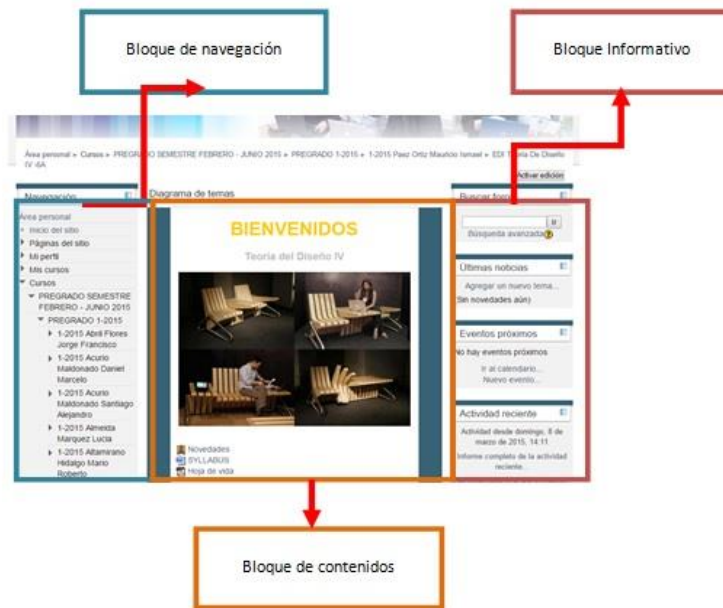 Bloque de navegación
Bloque Informativo
Área personal ▸ Cursos ▸ PREGRADO SEMESTRE FEBRERO - JUNIO 2015 ▸ PREGRADO 1-2015 ▸ 1-2015 Paez Ortiz Mauricio Ismael ▸ EDI Teoria De Diseño
IV -6A
Activar edición
Navegación
Área personal
Inicio del sitio
Páginas del sitio
Mi perfil
Mis cursos
Cursos
PREGRADO SEMESTRE
FEBRERO - JUNIO 2015
PREGRADO 1-2015
1-2015 Abril Flores
Jorge Francisco
1-2015 Acurio
Maldonado Daniel
Marcelo
1-2015 Acurio
Maldonado Santiago
Alejandro
1-2015 Almeida
Marquez Lucia
1-2015 Altamirano
Hidalgo Mario
Roberto
Diagrama de temas
BIENVENIDOS
Teoría del Diseño IV
Novedades
SYLLABUS
Hoja de vida
Buscar
Ir
Búsqueda avanzada
Últimas noticias
Agregar un nuevo tema...
(Sin novedades aún)
Eventos próximos
No hay eventos próximos
Ir al calendario...
Nuevo evento...
Actividad reciente
Actividad desde domingo, 8 de
marzo de 2015, 14:11
Informe completo de la actividad
reciente...
Bloque de contenidos